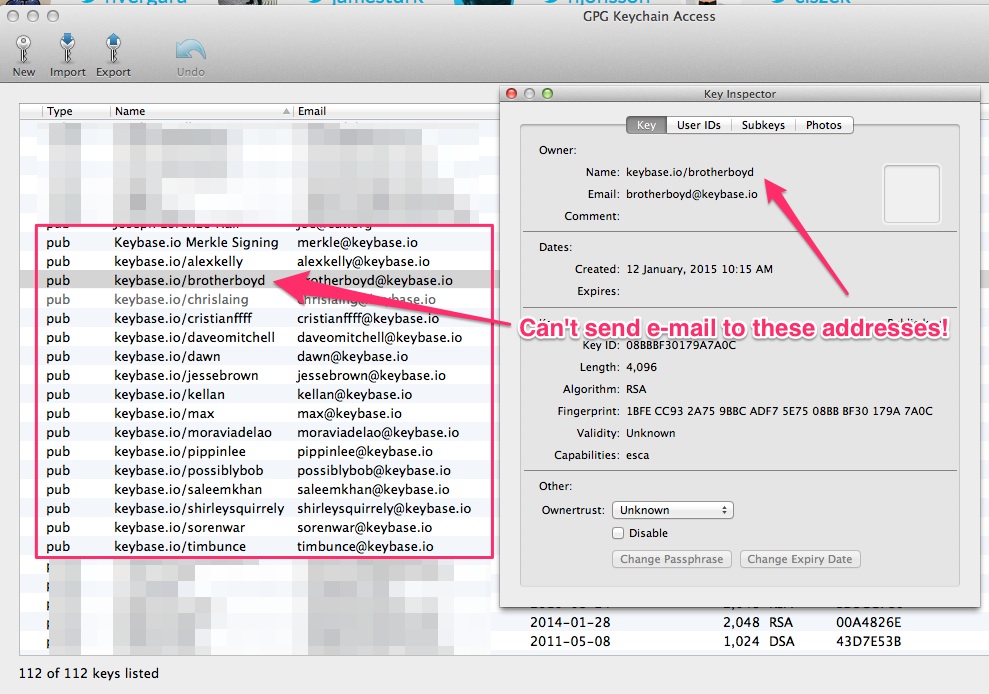 GPG Keychain Access
New Import Export Undo
Type Name Email
pub Keybase.io Merkle Signing merkle@keybase.io
pub keybase.io/alexkelly alexkelly@keybase.io
pub keybase.io/brotherboyd brotherboyd@keybase.io
pub keybase.io/chrislaing chrislaing@keybase.io
pub keybase.io/cristianffff cristianffff@keybase.io
pub keybase.io/daveomitchell daveomitchell@keybase.io
pub keybase.io/dawn dawn@keybase.io
pub keybase.io/jessebrown jessebrown@keybase.io
pub keybase.io/kellan kellan@keybase.io
pub keybase.io/max max@keybase.io
pub keybase.io/moraviadelao moraviadelao@keybase.io
pub keybase.io/pippinlee pippinlee@keybase.io
pub keybase.io/possiblybob possiblybob@keybase.io
pub keybase.io/saleemkhan saleemkhan@keybase.io
pub keybase.io/shirleysquirrely shirleysquirrely@keybase.io
pub keybase.io/sorenwar sorenwar@keybase.io
pub keybase.io/timbunce timbunce@keybase.io
Key Inspector
Key User IDs Subkeys Photos
Owner:
Name: keybase.io/brotherboyd
Email: brotherboyd@keybase.io
Comment:
Dates:
Created: 12 January, 2015 10:15 AM
Expires:
Can't send e-mail to these addresses!
Key ID: 08BBBF30179A7A0C
Length: 4,096
Algorithm: RSA
Fingerprint: 1BFE CC93 2A75 9BBC ADF7 5E75 08BB BF30 179A 7A0C
Validity: Unknown
Capabilities: esca
Other:
Ownertrust: Unknown
Disable
Change Passphrase Change Expiry Date
2014-01-28 2,048 RSA 00A4826E
2011-05-08 1,024 DSA 43D7E53B
112 of 112 keys listed